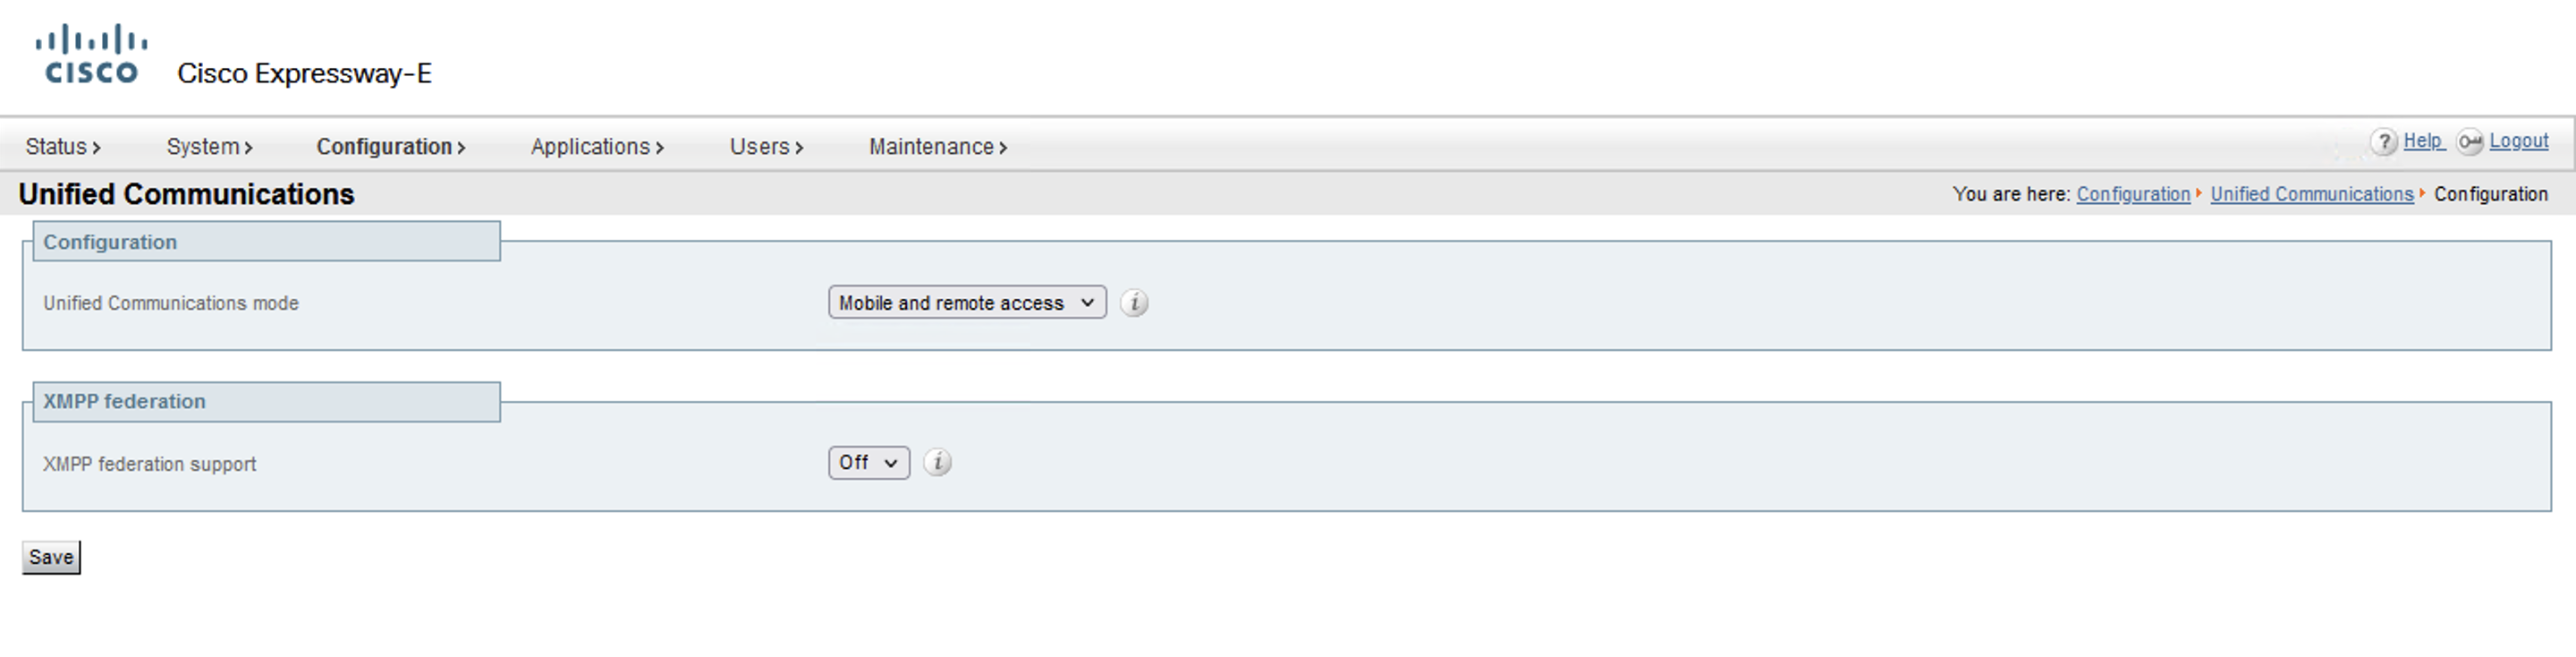 CISCO Cisco Expressway-E
Status System Configuration Applications Users Maintenance ? Help Logout
Unified Communications You are here: Configuration Unified Communications Configuration
Configuration
Unified Communications mode Mobile and remote access i
XMPP federation
XMPP federation support Off i
Save